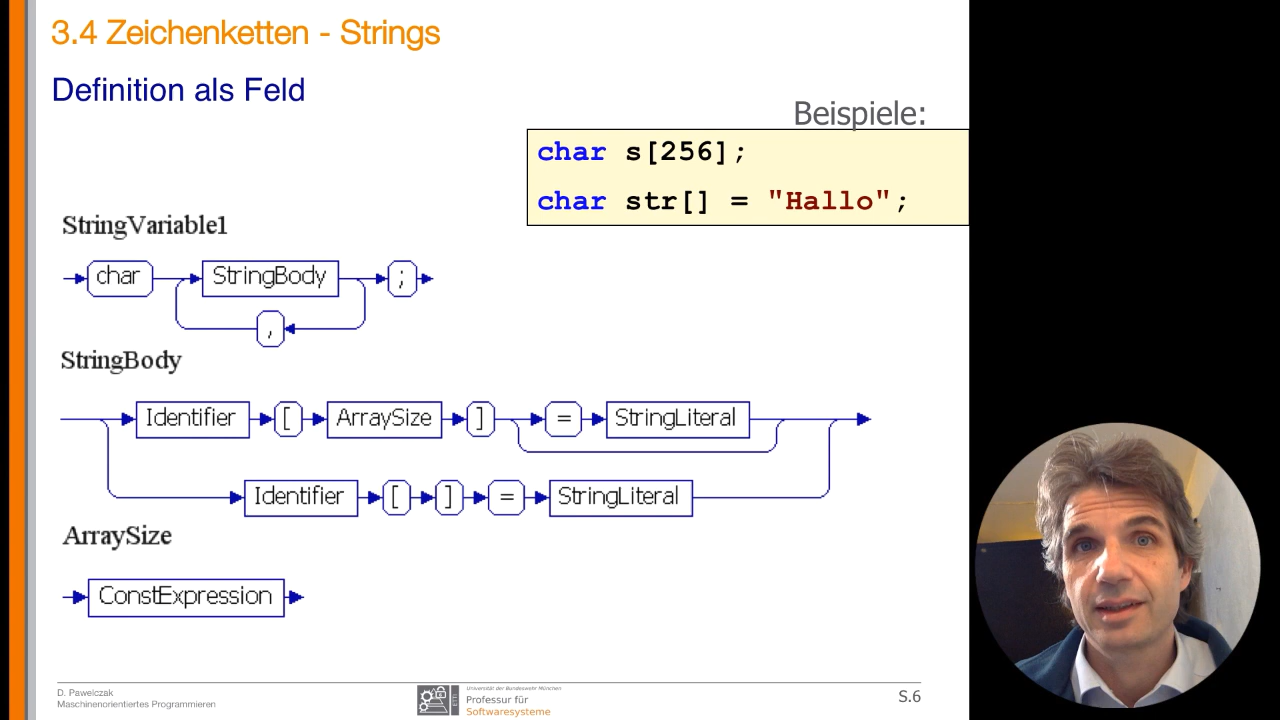 3.4 Zeichenketten - Strings
Definition als Feld
Beispiele:
char s[256];
char str[] = "Hallo";
StringVariable1
char StringBody ;
,
StringBody
Identifier [ ArraySize ] = StringLiteral
Identifier [ ] = StringLiteral
ArraySize
ConstExpression
D. Pawelczak
Maschinenorientiertes Programmieren
ETTI
Universität der Bundeswehr München
Professur für
Softwaresysteme
S.6